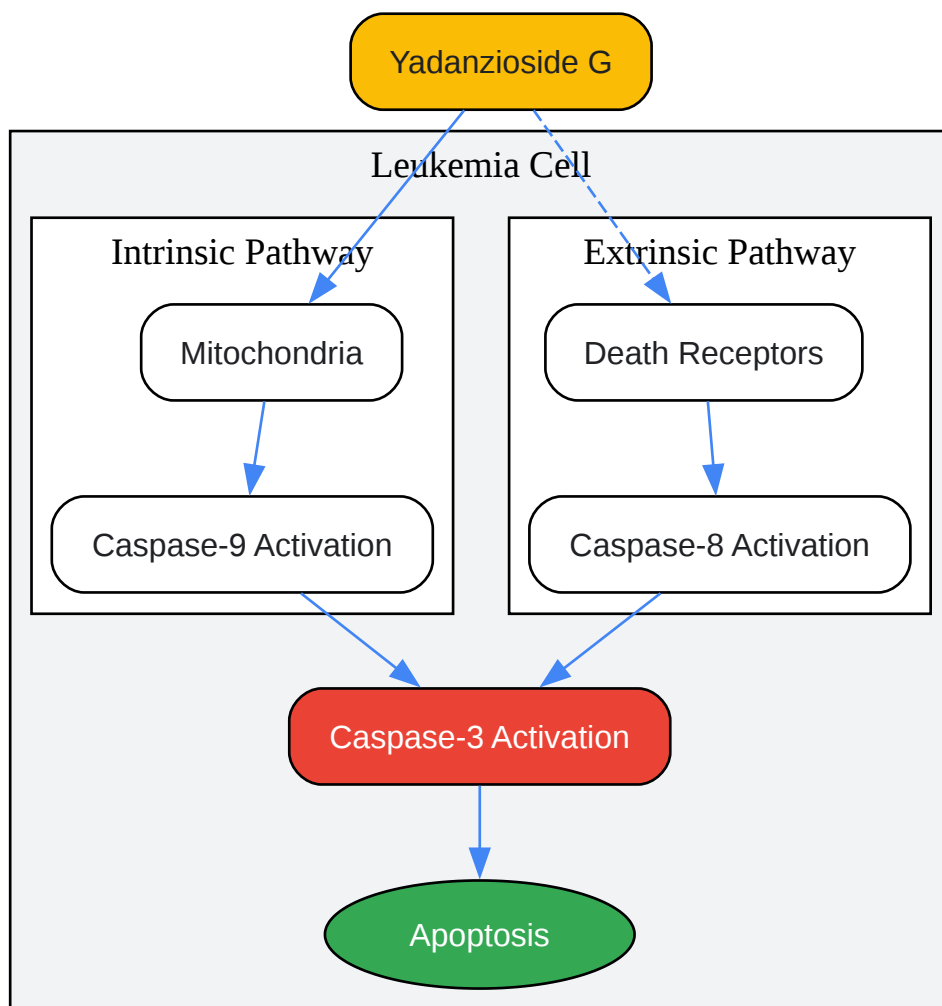 Yadanzioside G
Leukemia Cell
Intrinsic Pathway
Extrinsic Pathway
Mitochondria
Death Receptors
Caspase-9 Activation
Caspase-8 Activation
Caspase-3 Activation
Apoptosis